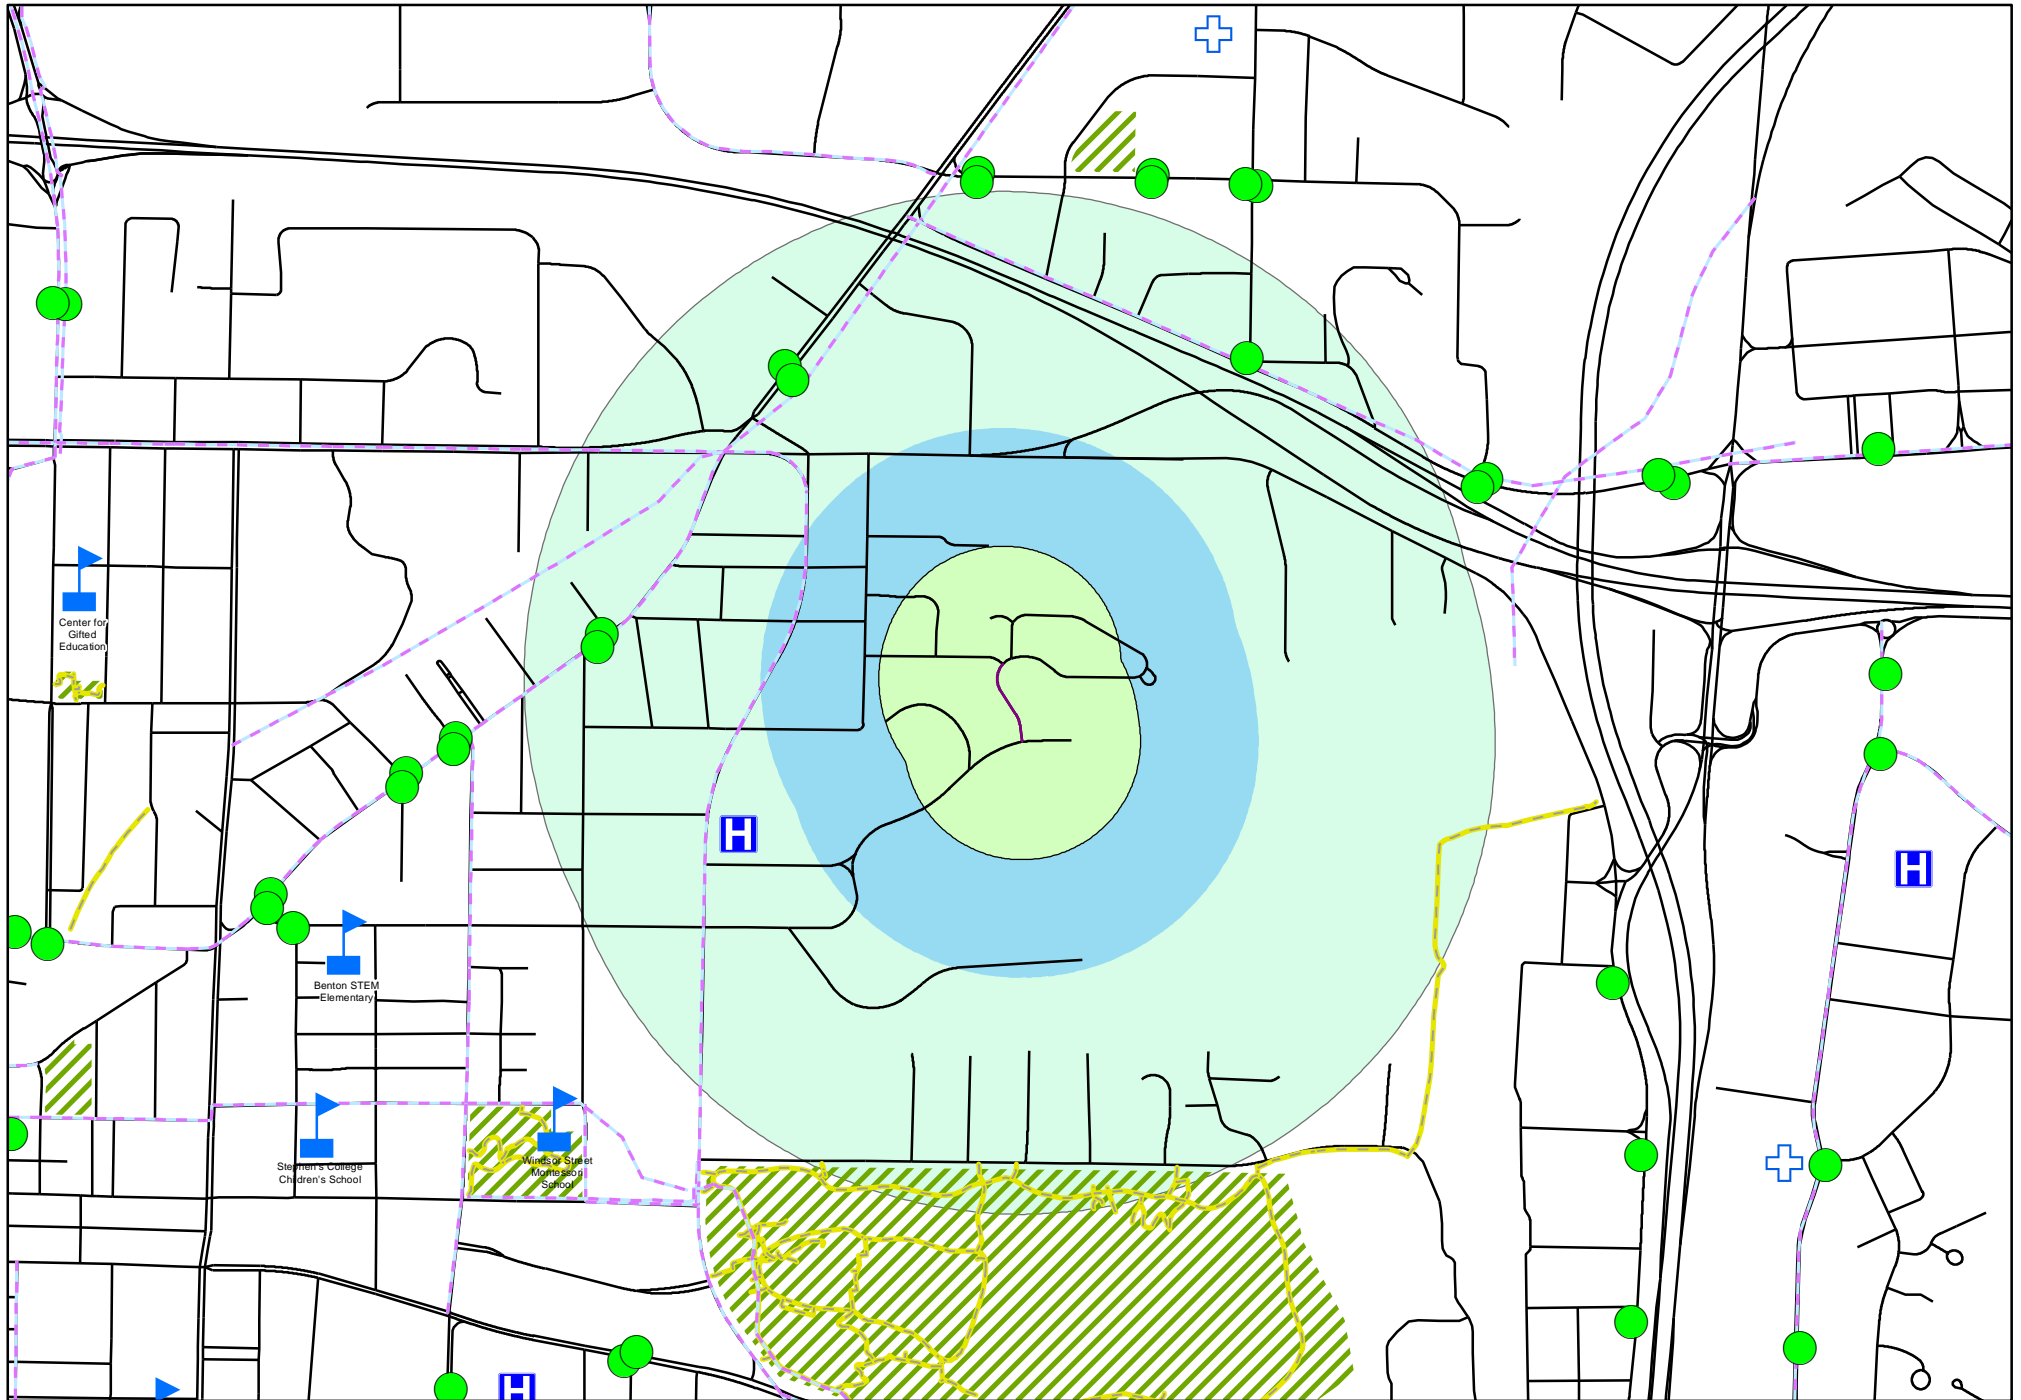 Center for
Gifted
Education
H
H
Benton STEM
Elementary
Stephen's College
Children's School
Windsor Street
Montessori
School
H